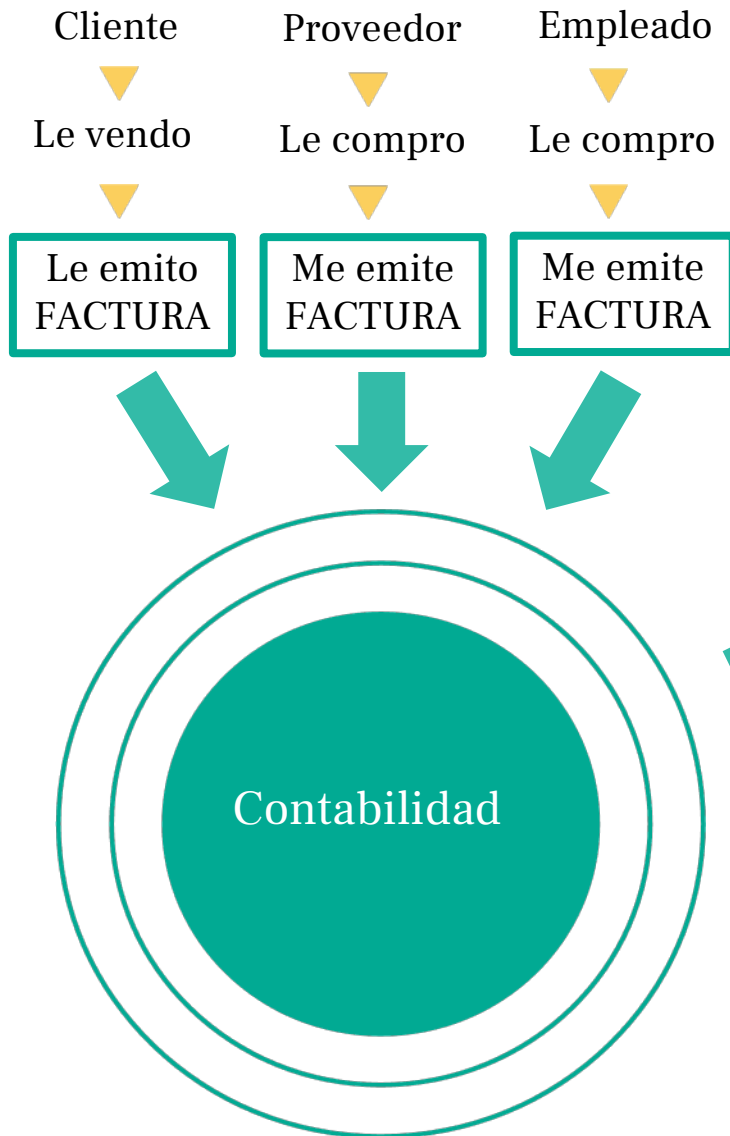 Cliente
Proveedor
Empleado
Le vendo
Le compro
Le compro
Le emito
FACTURA
Me emite
FACTURA
Me emite
FACTURA
Contabilidad